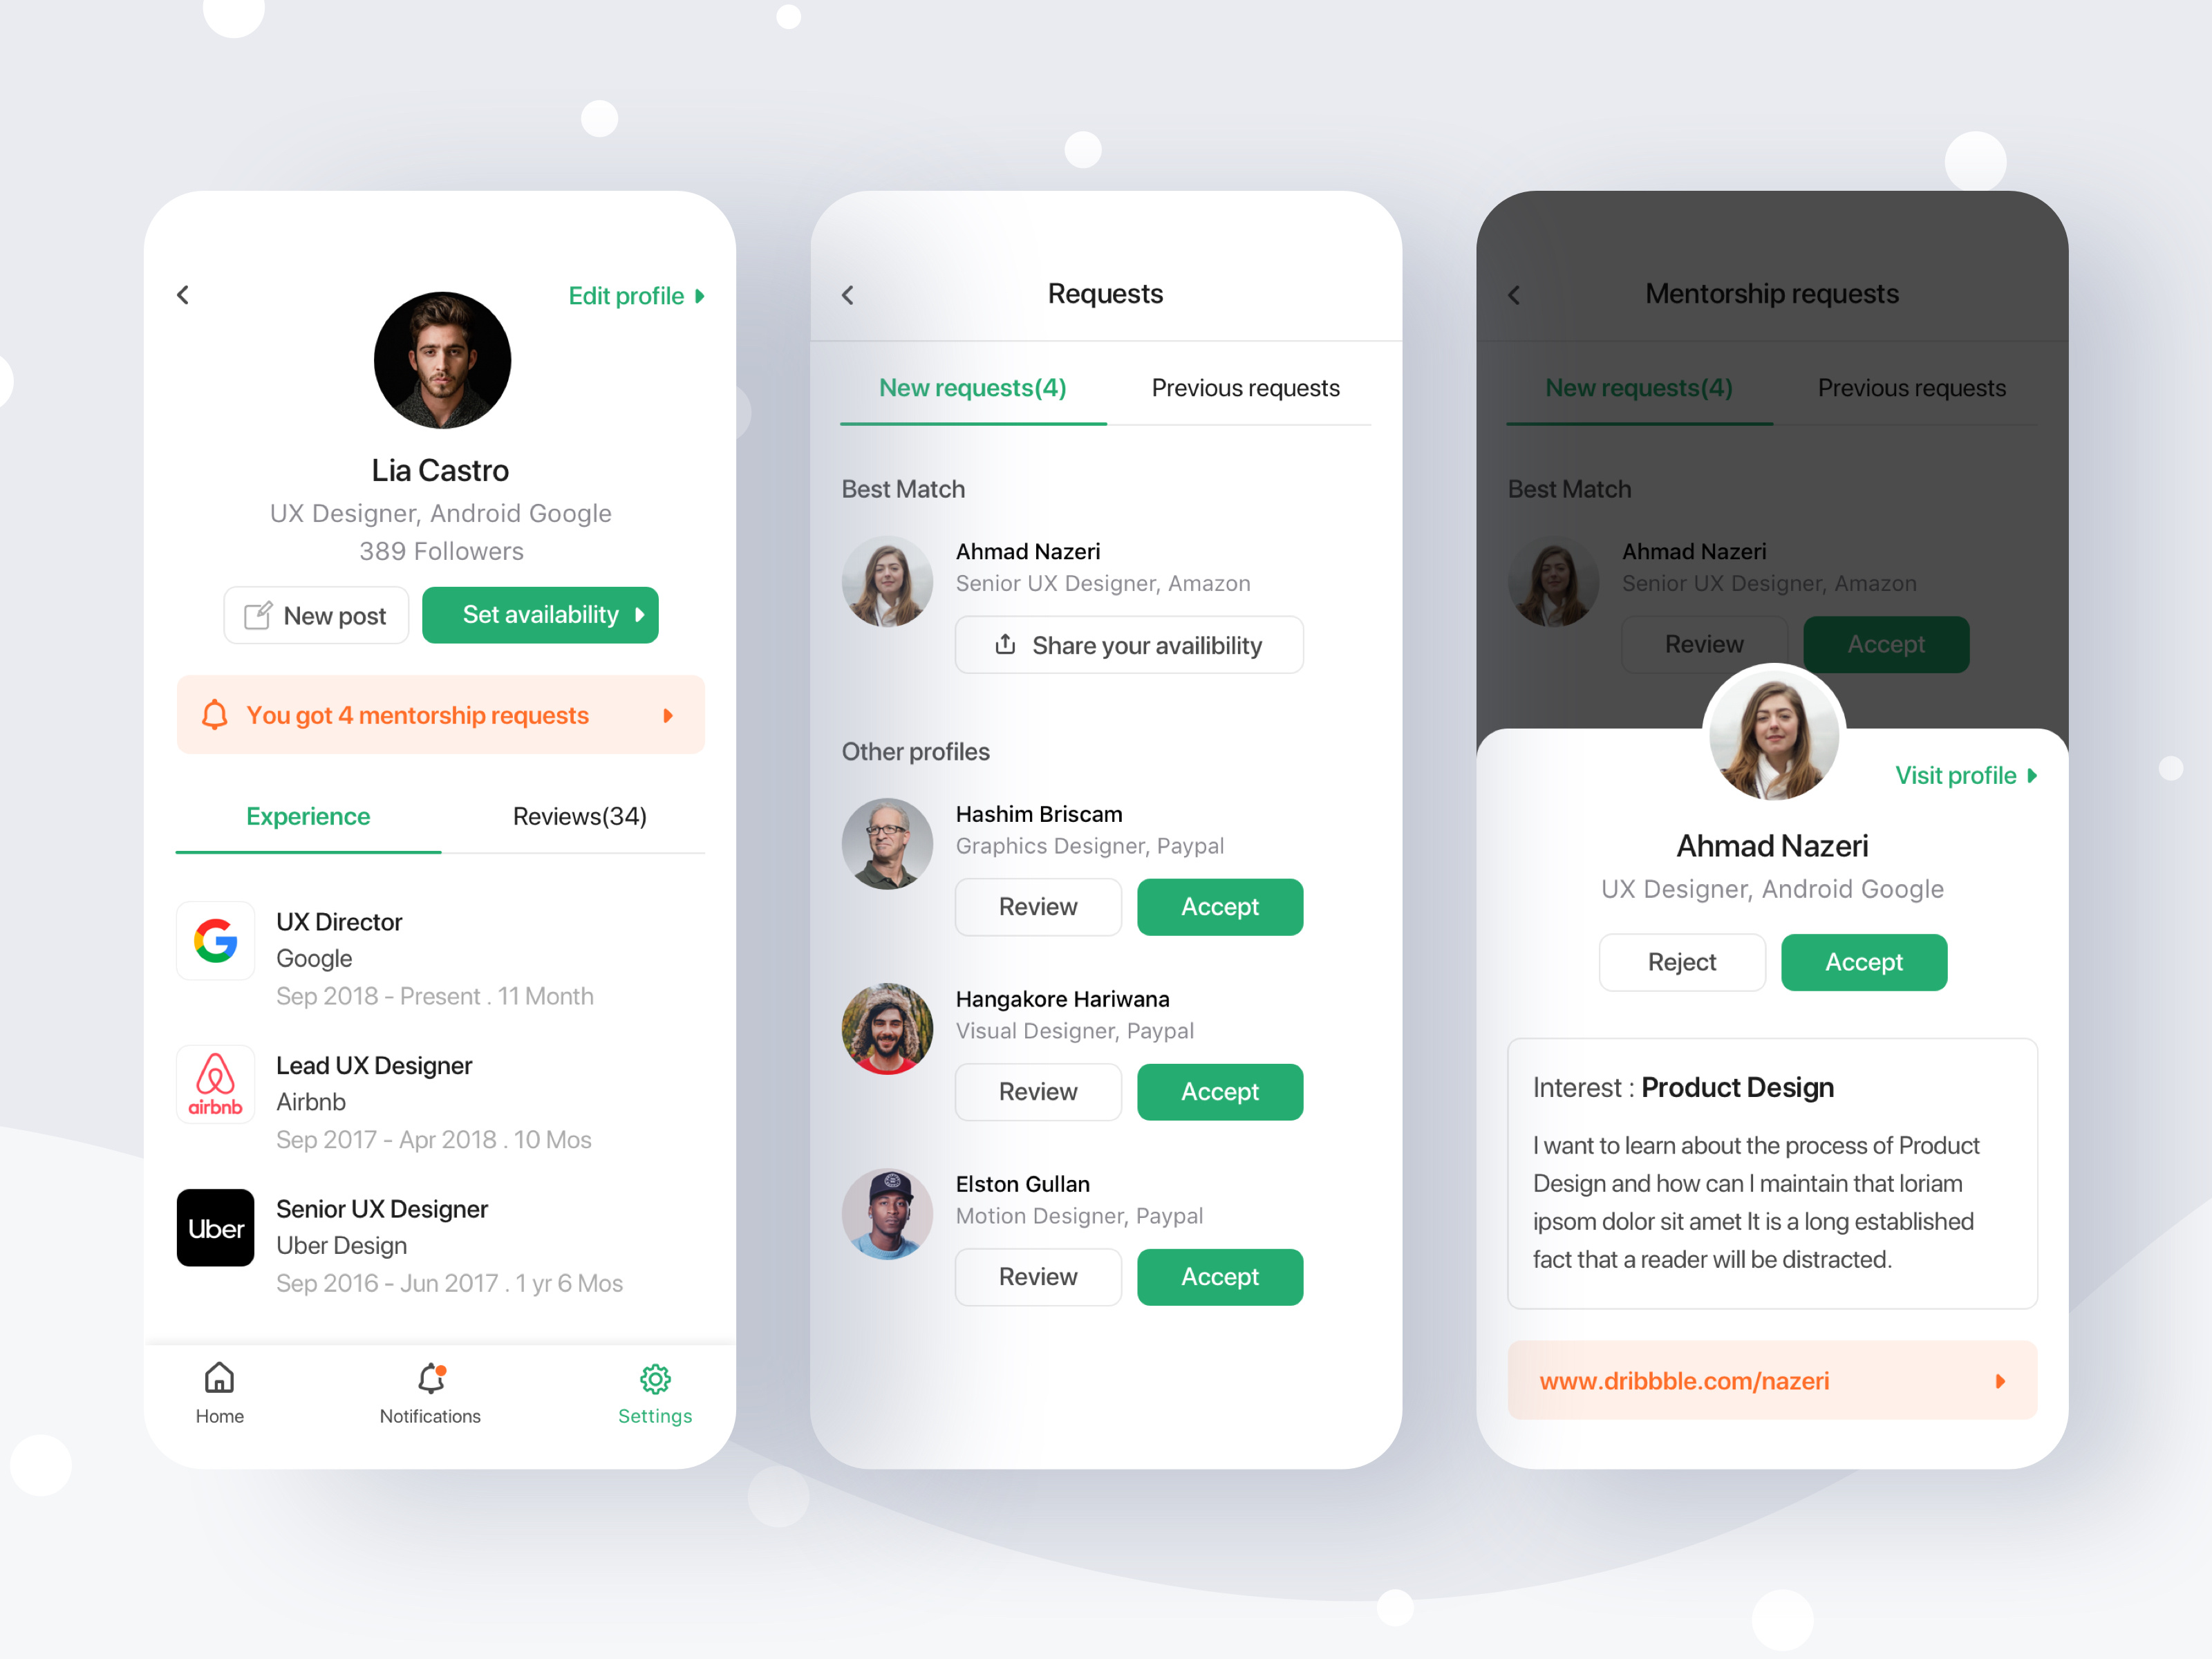 Edit profile
Lia Castro
UX Designer, Android Google
389 Followers
New post
Set availability
You got 4 mentorship requests
Experience
Reviews(34)
UX Director
Google
Sep 2018 - Present . 11 Month
airbnb
Lead UX Designer
Airbnb
Sep 2017 - Apr 2018 . 10 Mos
Uber
Senior UX Designer
Uber Design
Sep 2016 - Jun 2017 . 1 yr 6 Mos
Home
Notifications
Settings
Requests
New requests(4)
Previous requests
Best Match
Ahmad Nazeri
Senior UX Designer, Amazon
Share your availibility
Other profiles
Hashim Briscam
Graphics Designer, Paypal
Review
Accept
Hangakore Hariwana
Visual Designer, Paypal
Review
Accept
Elston Gullan
Motion Designer, Paypal
Review
Accept
Mentorship requests
New requests(4)
Previous requests
Best Match
Ahmad Nazeri
Senior UX Designer, Amazon
Review
Accept
Visit profile
Ahmad Nazeri
UX Designer, Android Google
Reject
Accept
Interest : Product Design
I want to learn about the process of Product
Design and how can I maintain that loriam
ipsom dolor sit amet It is a long established
fact that a reader will be distracted.
www.dribbble.com/nazeri